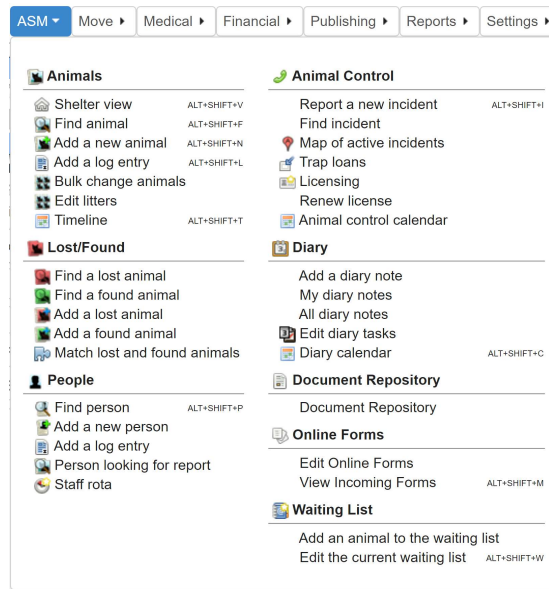 ASM Move Medical Financial Publishing Reports Settings
Animals
Shelter view ALT+SHIFT+V
Find animal ALT+SHIFT+F
Add a new animal ALT+SHIFT+N
Add a log entry ALT+SHIFT+L
Bulk change animals
Edit litters
Timeline ALT+SHIFT+T
Lost/Found
Find a lost animal
Find a found animal
Add a lost animal
Add a found animal
Match lost and found animals
People
Find person ALT+SHIFT+P
Add a new person
Add a log entry
Person looking for report
Staff rota
Animal Control
Report a new incident ALT+SHIFT+I
Find incident
Map of active incidents
Trap loans
Licensing
Renew license
Animal control calendar
Diary
Add a diary note
My diary notes
All diary notes
Edit diary tasks
Diary calendar ALT+SHIFT+C
Document Repository
Document Repository
Online Forms
Edit Online Forms
View Incoming Forms ALT+SHIFT+M
Waiting List
Add an animal to the waiting list
Edit the current waiting list ALT+SHIFT+W